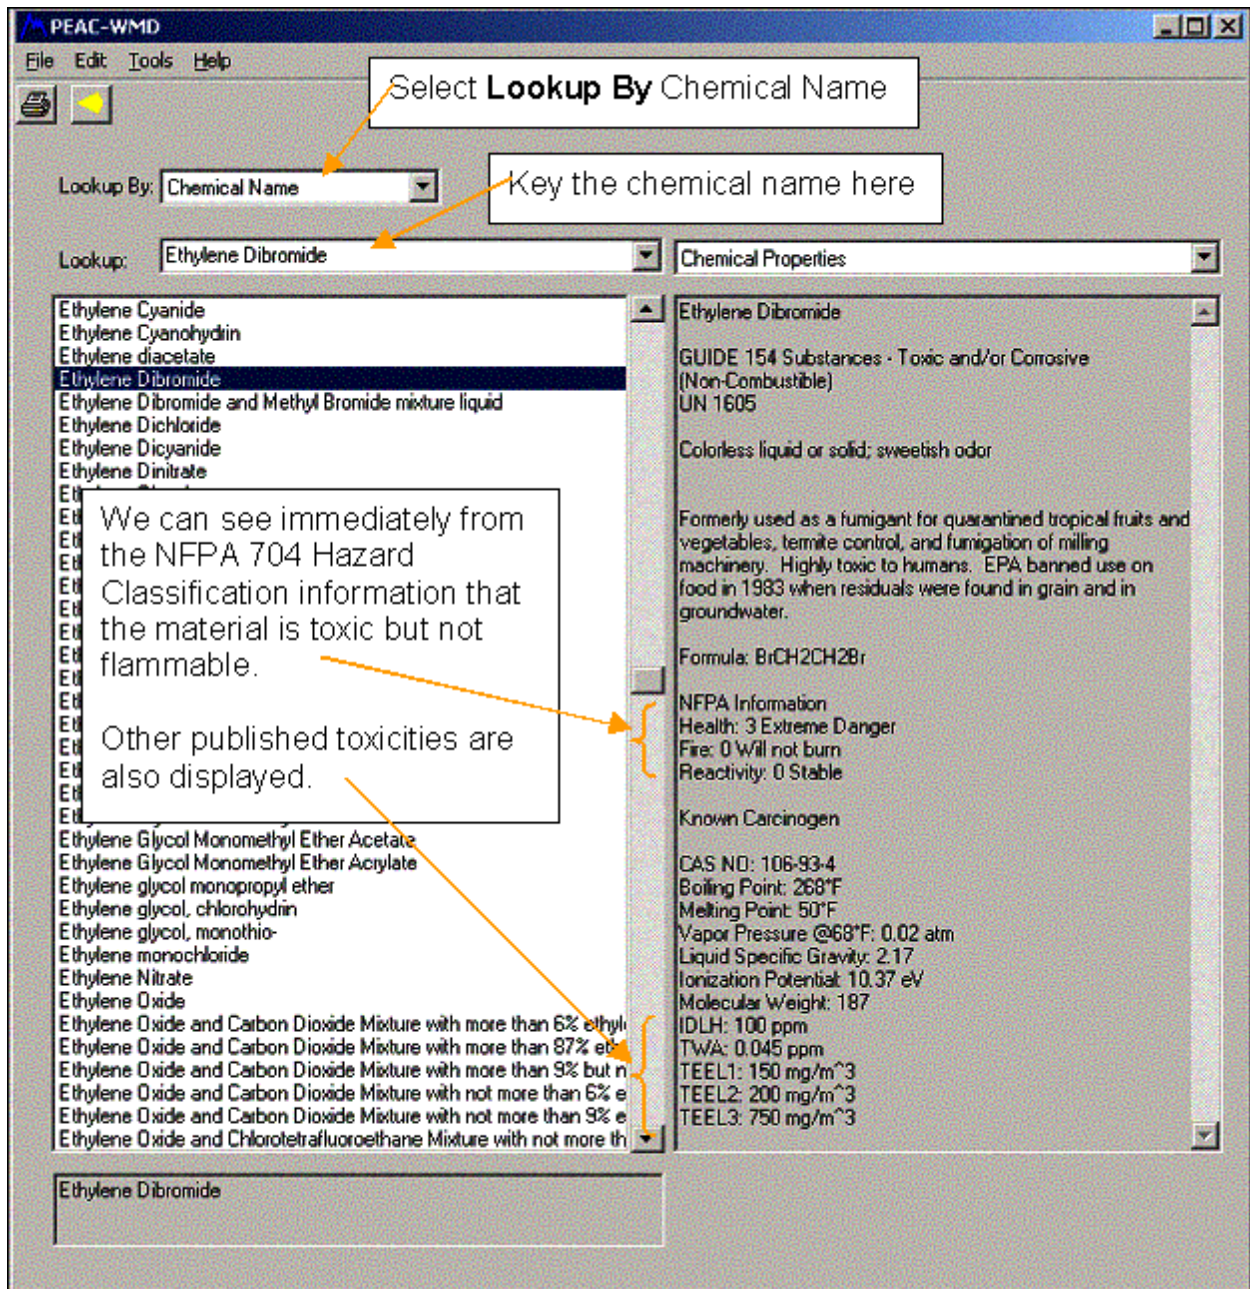 PEAC-WMD
File Edit Tools Help
Select Lookup By Chemical Name
Lookup By: Chemical Name
Key the chemical name here
Lookup: Ethylene Dibromide
Chemical Properties
Ethylene Cyanide
Ethylene Cyanohydrin
Ethylene diacetate
Ethylene Dibromide
Ethylene Dibromide and Methyl Bromide mixture liquid
Ethylene Dichloride
Ethylene Dicyanide
Ethylene Dinitrate
We can see immediately from
the NFPA 704 Hazard
Classification information that
the material is toxic but not
flammable.
Other published toxicities are
also displayed.
Ethylene Glycol Monomethyl Ether Acetate
Ethylene Glycol Monomethyl Ether Acrylate
Ethylene glycol monopropyl ether
Ethylene glycol, chlorohydrin
Ethylene glycol, monothio-
Ethylene monochloride
Ethylene Nitrate
Ethylene Oxide
Ethylene Oxide and Carbon Dioxide Mixture with more than 6% ethyl
Ethylene Oxide and Carbon Dioxide Mixture with more than 87% eth
Ethylene Oxide and Carbon Dioxide Mixture with more than 9% but n
Ethylene Oxide and Carbon Dioxide Mixture with not more than 6% e
Ethylene Oxide and Carbon Dioxide Mixture with not more than 9% e
Ethylene Oxide and Chlorotetrafluoroethane Mixture with not more th
Ethylene Dibromide
GUIDE 154 Substances - Toxic and/or Corrosive
(Non-Combustible)
UN 1605
Colorless liquid or solid; sweetish odor
Formerly used as a fumigant for quarantined tropical fruits and
vegetables, termite control, and fumigation of milling
machinery. Highly toxic to humans. EPA banned use on
food in 1983 when residuals were found in grain and in
groundwater.
Formula: BrCH2CH2Br
NFPA Information
Health: 3 Extreme Danger
Fire: 0 Will not burn
Reactivity: 0 Stable
Known Carcinogen
CAS NO: 106-93-4
Boiling Point: 268°F
Melting Point: 50°F
Vapor Pressure @68°F: 0.02 atm
Liquid Specific Gravity: 2.17
Ionization Potential: 10.37 eV
Molecular Weight: 187
IDLH: 100 ppm
TWA: 0.045 ppm
TEEL1: 150 mg/m^3
TEEL2: 200 mg/m^3
TEEL3: 750 mg/m^3
Ethylene Dibromide